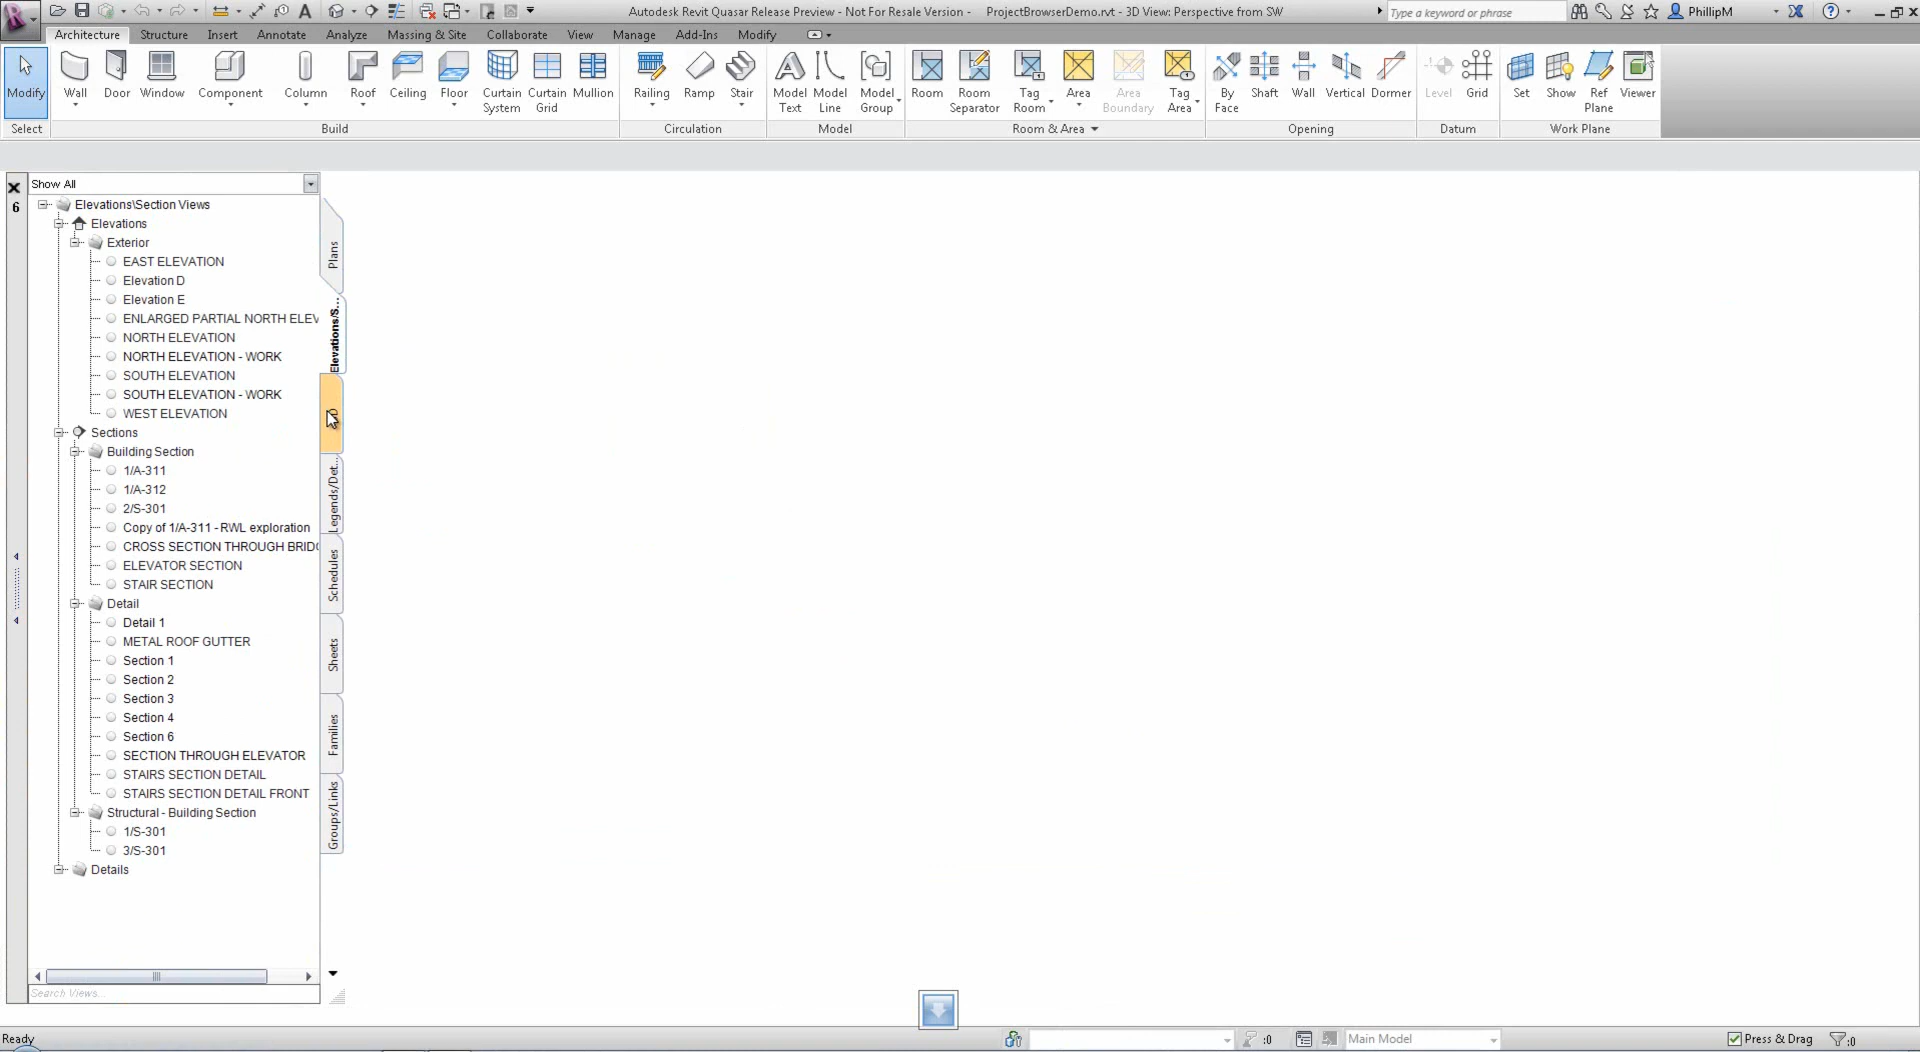 Autodesk Revit Quasar Release Preview - Not For Resale Version - ProjectBrowserDemo.rvt - 3D View: Perspective from SW
Type a keyword or phrase
PhillipM
Architecture Structure Insert Annotate Analyze Massing & Site Collaborate View Manage Add-Ins Modify
Modify Wall Door Window Component Column Roof Ceiling Floor Curtain System Curtain Grid Mullion Railing Ramp Stair Model Text Model Line Model Group Room Room Separator Tag Room Area Area Boundary Tag Area By Face Shaft Wall Vertical Dormer Level Grid Set Show Ref Plane Viewer
Select Build Circulation Model Room & Area Opening Datum Work Plane
Show All
6
Elevations\Section Views
Elevations
Exterior
EAST ELEVATION
Elevation D
Elevation E
ENLARGED PARTIAL NORTH ELEV
NORTH ELEVATION
NORTH ELEVATION - WORK
SOUTH ELEVATION
SOUTH ELEVATION - WORK
WEST ELEVATION
Sections
Building Section
1/A-311
1/A-312
2/S-301
Copy of 1/A-311 - RWL exploration
CROSS SECTION THROUGH BRID
ELEVATOR SECTION
STAIR SECTION
Detail
Detail 1
METAL ROOF GUTTER
Section 1
Section 2
Section 3
Section 4
Section 6
SECTION THROUGH ELEVATOR
STAIRS SECTION DETAIL
STAIRS SECTION DETAIL FRONT
Structural - Building Section
1/S-301
3/S-301
Details
Search Views...
Plans
Elevations/S...
Legends/Det...
Schedules
Sheets
Families
Groups/Links
Ready
:0
Main Model
Press & Drag
:0